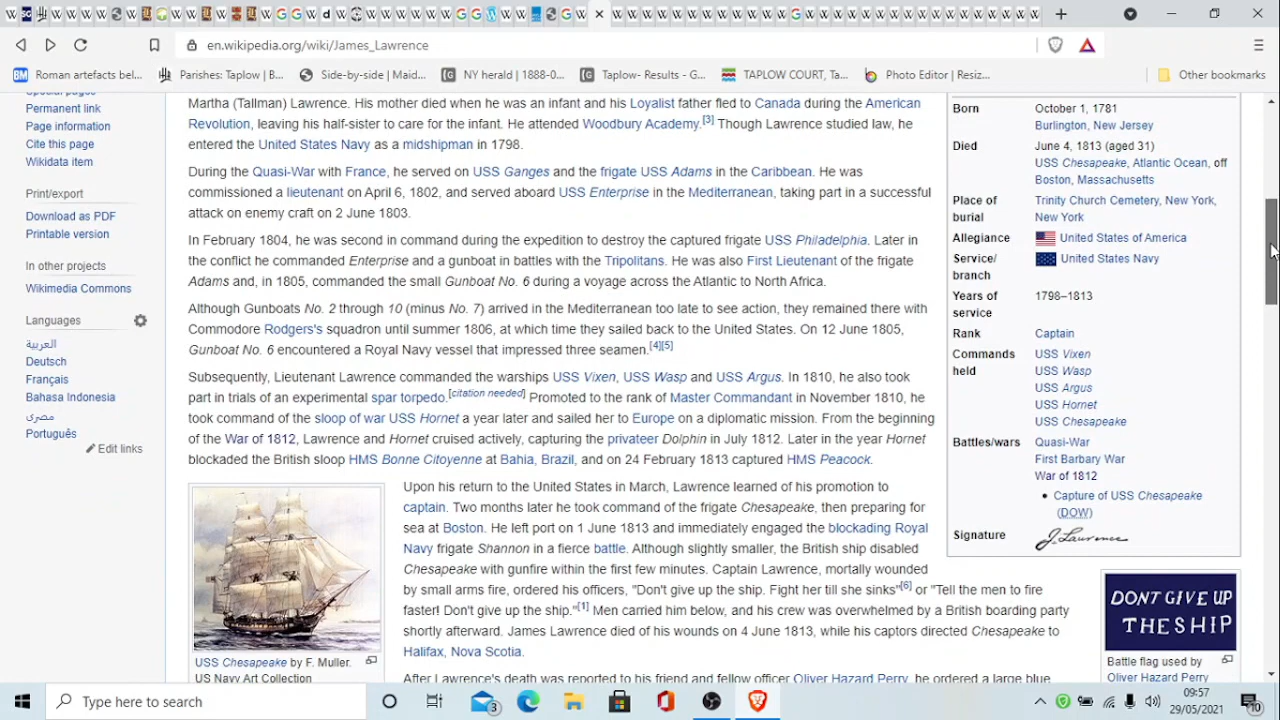 en.wikipedia.org/wiki/James_Lawrence
Roman artefacts bel...
Parishes: Taplow | B...
Side-by-side | Maid...
NY herald | 1888-0...
Taplow- Results - G...
TAPLOW COURT, Ta...
Photo Editor | Resiz...
Other bookmarks
Special pages
Permanent link
Page information
Cite this page
Wikidata item
Print/export
Download as PDF
Printable version
In other projects
Wikimedia Commons
Languages
العربية
Deutsch
Français
Bahasa Indonesia
مصرى
Português
Edit links
Martha (Tallman) Lawrence. His mother died when he was an infant and his Loyalist father fled to Canada during the American
Revolution, leaving his half-sister to care for the infant. He attended Woodbury Academy.[3] Though Lawrence studied law, he
entered the United States Navy as a midshipman in 1798.
During the Quasi-War with France, he served on USS Ganges and the frigate USS Adams in the Caribbean. He was
commissioned a lieutenant on April 6, 1802, and served aboard USS Enterprise in the Mediterranean, taking part in a successful
attack on enemy craft on 2 June 1803.
In February 1804, he was second in command during the expedition to destroy the captured frigate USS Philadelphia. Later in
the conflict he commanded Enterprise and a gunboat in battles with the Tripolitans. He was also First Lieutenant of the frigate
Adams and, in 1805, commanded the small Gunboat No. 6 during a voyage across the Atlantic to North Africa.
Although Gunboats No. 2 through 10 (minus No. 7) arrived in the Mediterranean too late to see action, they remained there with
Commodore Rodgers's squadron until summer 1806, at which time they sailed back to the United States. On 12 June 1805,
Gunboat No. 6 encountered a Royal Navy vessel that impressed three seamen.[4][5]
Subsequently, Lieutenant Lawrence commanded the warships USS Vixen, USS Wasp and USS Argus. In 1810, he also took
part in trials of an experimental spar torpedo.[citation needed] Promoted to the rank of Master Commandant in November 1810, he
took command of the sloop of war USS Hornet a year later and sailed her to Europe on a diplomatic mission. From the beginning
of the War of 1812, Lawrence and Hornet cruised actively, capturing the privateer Dolphin in July 1812. Later in the year Hornet
blockaded the British sloop HMS Bonne Citoyenne at Bahia, Brazil, and on 24 February 1813 captured HMS Peacock.
Upon his return to the United States in March, Lawrence learned of his promotion to
captain. Two months later he took command of the frigate Chesapeake, then preparing for
sea at Boston. He left port on 1 June 1813 and immediately engaged the blockading Royal
Navy frigate Shannon in a fierce battle. Although slightly smaller, the British ship disabled
Chesapeake with gunfire within the first few minutes. Captain Lawrence, mortally wounded
by small arms fire, ordered his officers, "Don't give up the ship. Fight her till she sinks"[6] or "Tell the men to fire
faster! Don't give up the ship."[1] Men carried him below, and his crew was overwhelmed by a British boarding party
shortly afterward. James Lawrence died of his wounds on 4 June 1813, while his captors directed Chesapeake to
Halifax, Nova Scotia.
After Lawrence's death was reported to his friend and fellow officer Oliver Hazard Perry, he ordered a large blue
USS Chesapeake by F. Muller.
US Navy Art Collection
Born October 1, 1781
Burlington, New Jersey
Died June 4, 1813 (aged 31)
USS Chesapeake, Atlantic Ocean, off
Boston, Massachusetts
Place of burial Trinity Church Cemetery, New York,
New York
Allegiance United States of America
Service/branch United States Navy
Years of service 1798–1813
Rank Captain
Commands held USS Vixen
USS Wasp
USS Argus
USS Hornet
USS Chesapeake
Battles/wars Quasi-War
First Barbary War
War of 1812
• Capture of USS Chesapeake
(DOW)
Signature J Lawrence
DONT GIVE UP
THE SHIP
Battle flag used by
Oliver Hazard Perry
Type here to search
3
09:57
29/05/2021
10